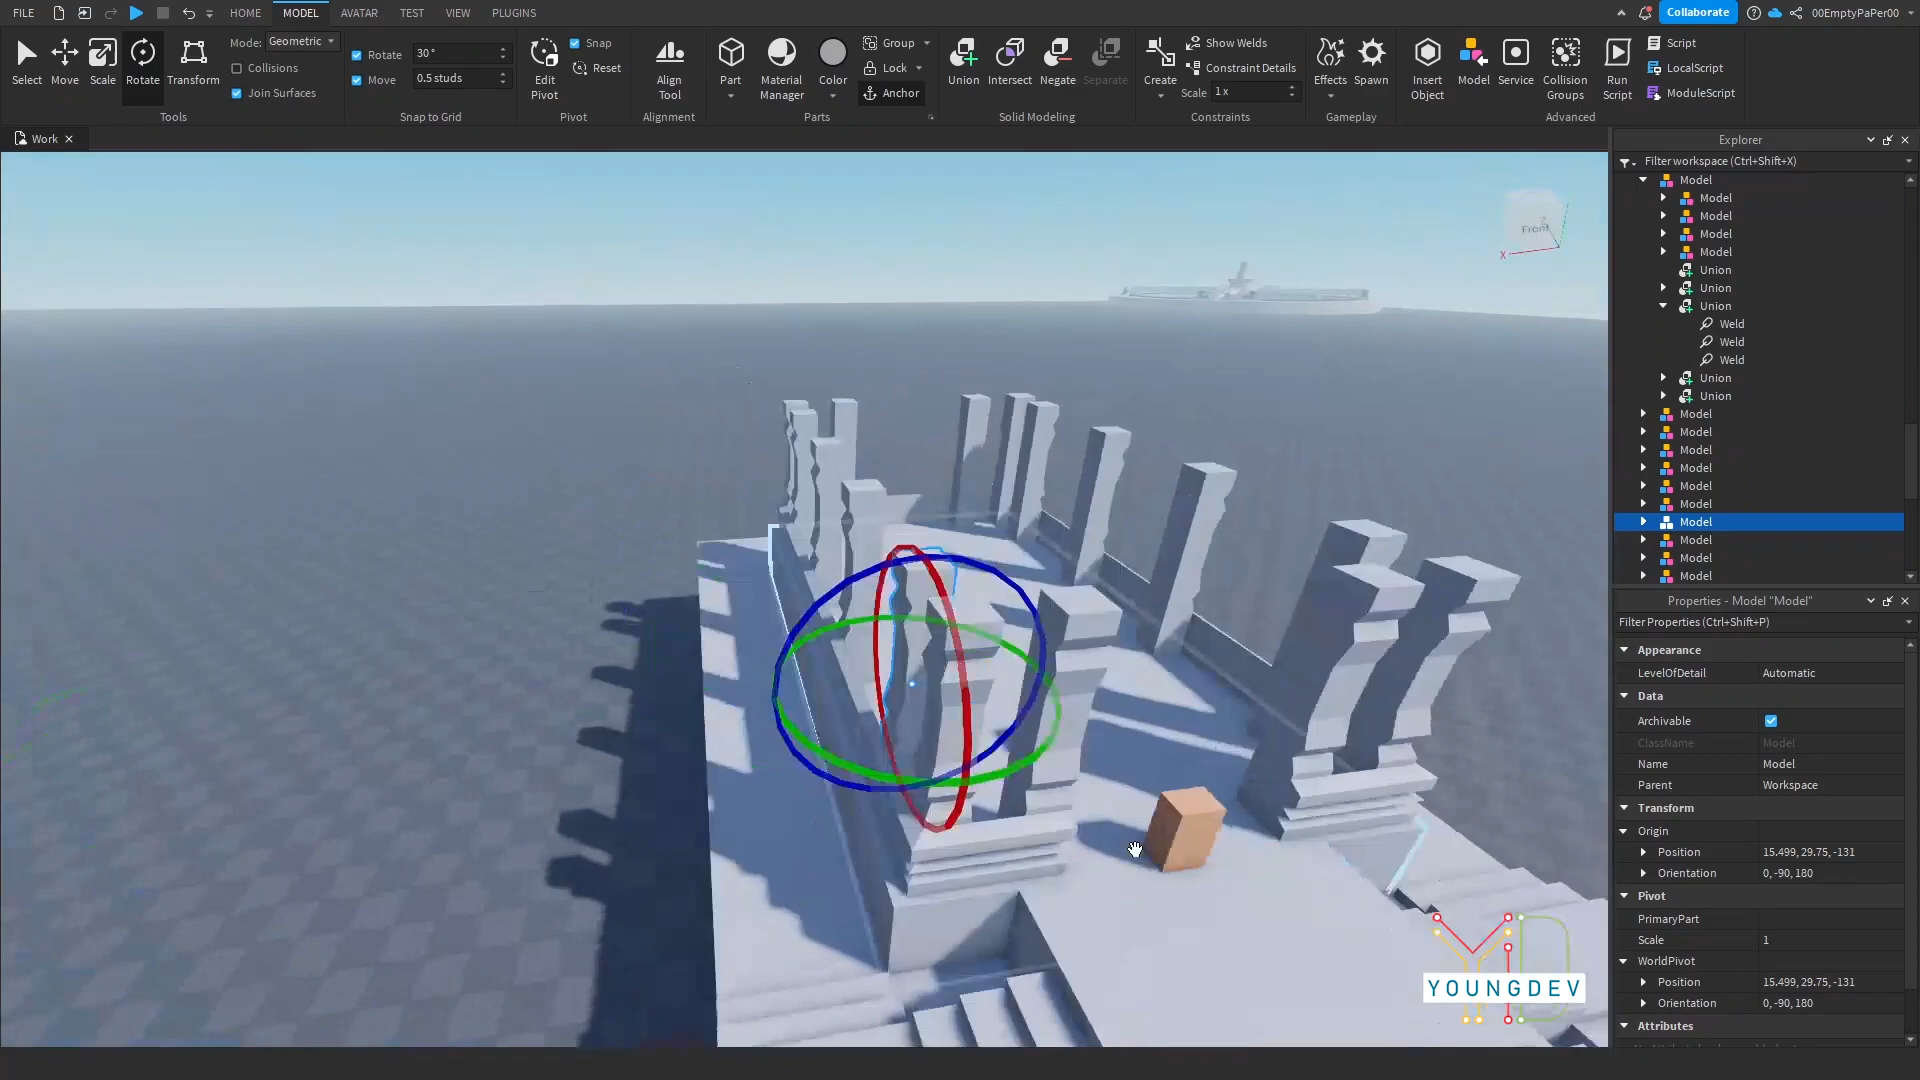 FILE HOME MODEL AVATAR TEST VIEW PLUGINS Collaborate 00EmptyPaPer00
Select Move Scale Rotate Transform
Mode: Geometric
Collisions
Join Surfaces
Tools
Rotate 30°
Move 0.5 studs
Snap to Grid
Edit Pivot
Snap
Reset
Pivot
Align Tool
Alignment
Part
Material Manager
Color
Group
Lock
Anchor
Parts
Union Intersect Negate Separate
Solid Modeling
Create
Show Welds
Constraint Details
Scale 1 x
Constraints
Effects Spawn
Gameplay
Insert Object
Model
Service
Collision Groups
Run Script
Script
LocalScript
ModuleScript
Advanced
Work
Front
X
Z
Explorer
Filter workspace (Ctrl+Shift+X)
Model
Model
Model
Model
Model
Union
Union
Union
Weld
Weld
Weld
Union
Union
Model
Model
Model
Model
Model
Model
Model
Model
Model
Model
Properties - Model "Model"
Filter Properties (Ctrl+Shift+P)
Appearance
LevelOfDetail Automatic
Data
Archivable
ClassName Model
Name Model
Parent Workspace
Transform
Origin
Position 15.499, 29.75, -131
Orientation 0, -90, 180
Pivot
PrimaryPart
Scale 1
WorldPivot
Position 15.499, 29.75, -131
Orientation 0, -90, 180
Attributes
YOUNGDEV